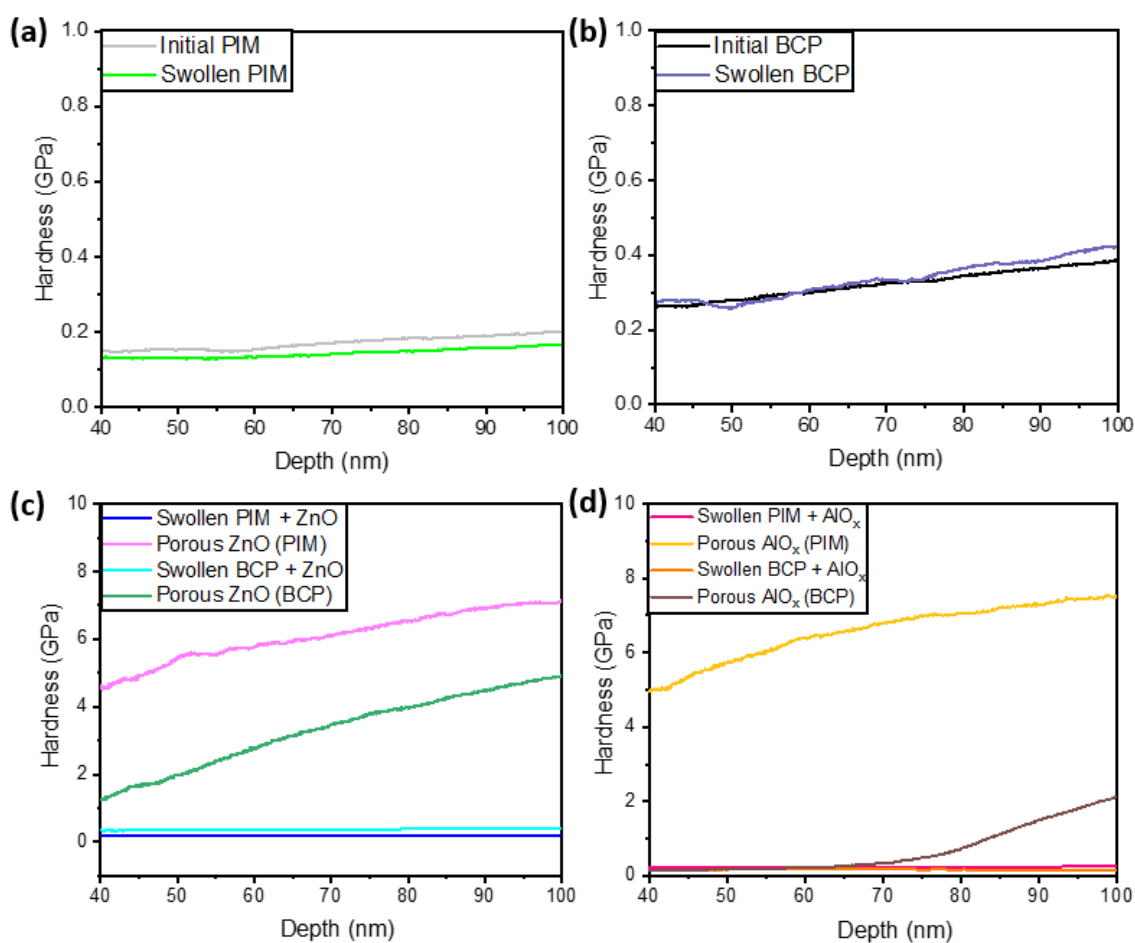 (a)
Initial PIM
Swollen PIM
1.0
0.8
0.6
0.4
0.2
0.0
Hardness (GPa)
40 50 60 70 80 90 100
Depth (nm)
(b)
Initial BCP
Swollen BCP
1.0
0.8
0.6
0.4
0.2
0.0
Hardness (GPa)
40 50 60 70 80 90 100
Depth (nm)
(c)
Swollen PIM + ZnO
Porous ZnO (PIM)
Swollen BCP + ZnO
Porous ZnO (BCP)
10
8
6
4
2
0
Hardness (GPa)
40 50 60 70 80 90 100
Depth (nm)
(d)
Swollen PIM + AlOₓ
Porous AlOₓ (PIM)
Swollen BCP + AlOₓ
Porous AlOₓ (BCP)
10
8
6
4
2
0
Hardness (GPa)
40 50 60 70 80 90 100
Depth (nm)